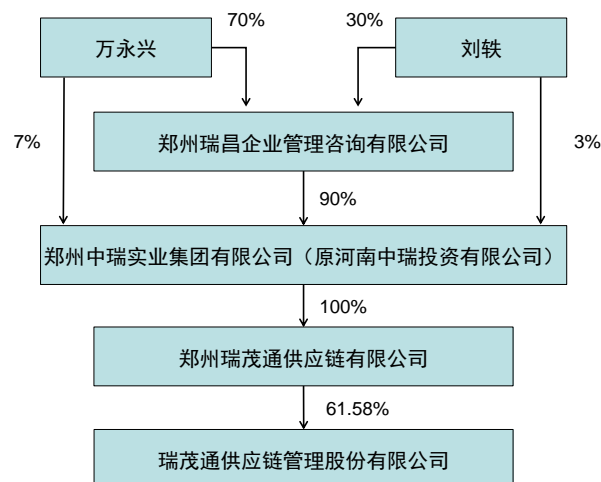 70%
30%
万永兴
刘轶
7%
郑州瑞昌企业管理咨询有限公司
3%
90%
郑州中瑞实业集团有限公司（原河南中瑞投资有限公司）
100%
郑州瑞茂通供应链有限公司
61.58%
瑞茂通供应链管理股份有限公司